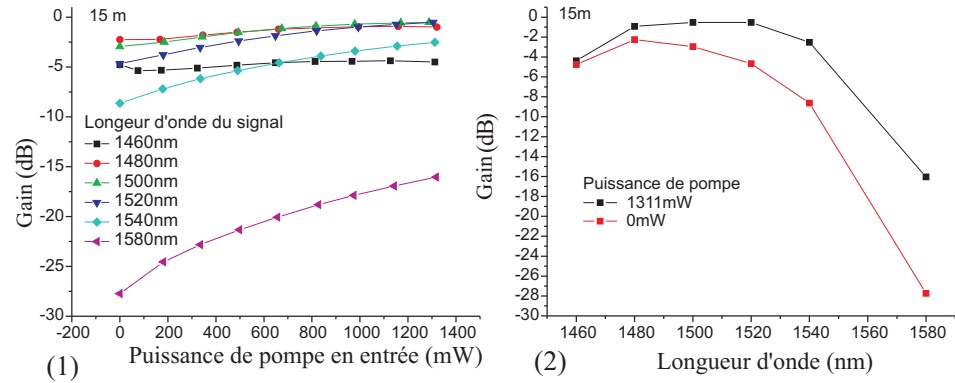 15 m
0
-5
-10
-15
-20
-25
-30
Gain (dB)
Longeur d'onde du signal
1460nm
1480nm
1500nm
1520nm
1540nm
1580nm
-200 0 200 400 600 800 1000 1200 1400
Puissance de pompe en entrée (mW)
(1)
15m
0
-2
-4
-6
-8
-10
-12
-14
-16
-18
-20
-22
-24
-26
-28
-30
Gain (dB)
Puissance de pompe
1311mW
0mW
1460 1480 1500 1520 1540 1560 1580
Longueur d'onde (nm)
(2)